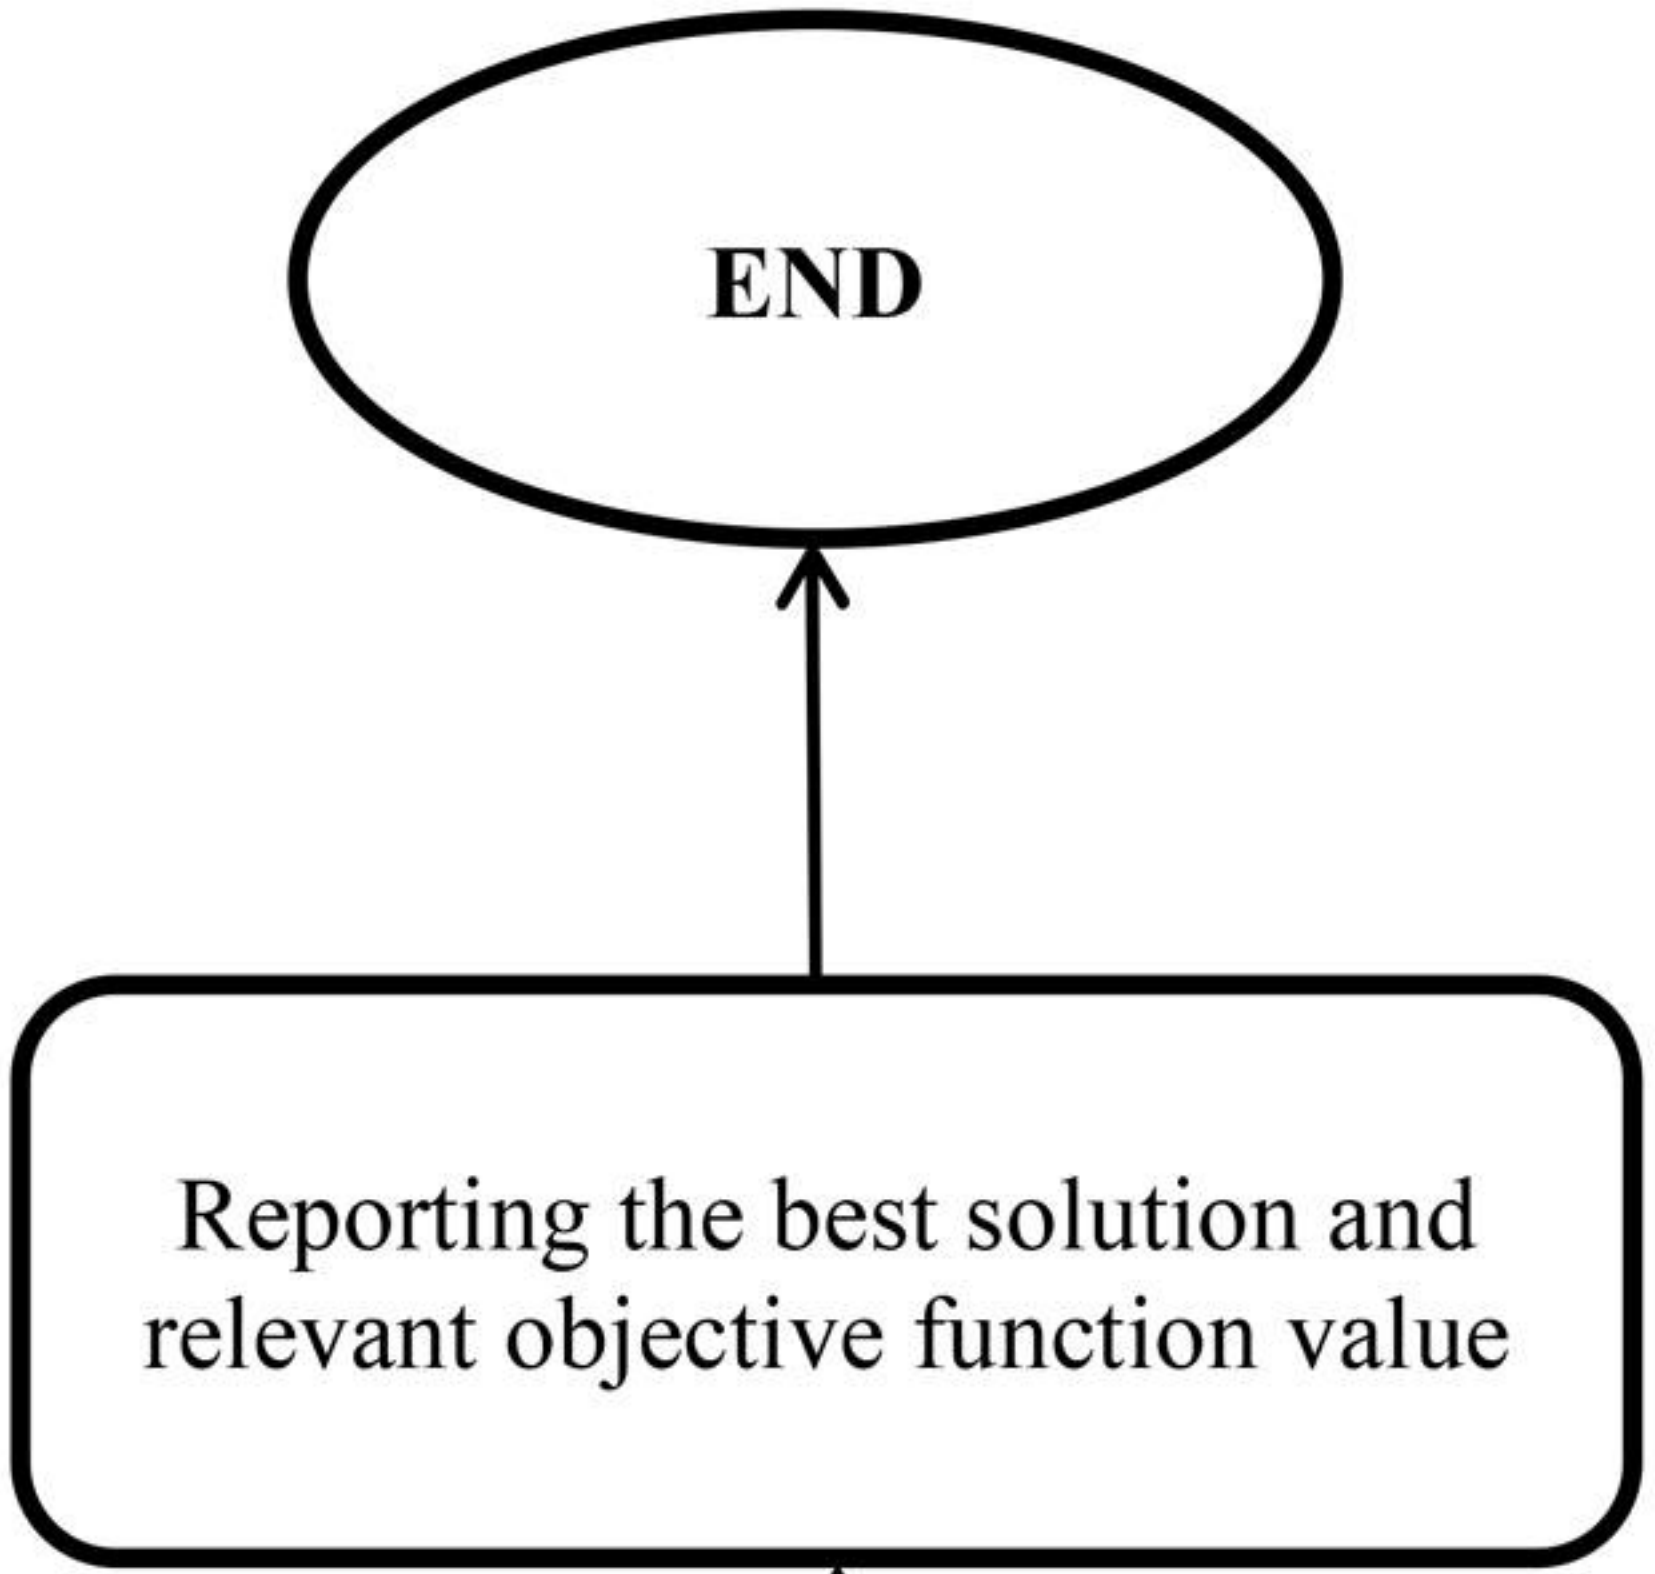 END
Reporting the best solution and
relevant objective function value